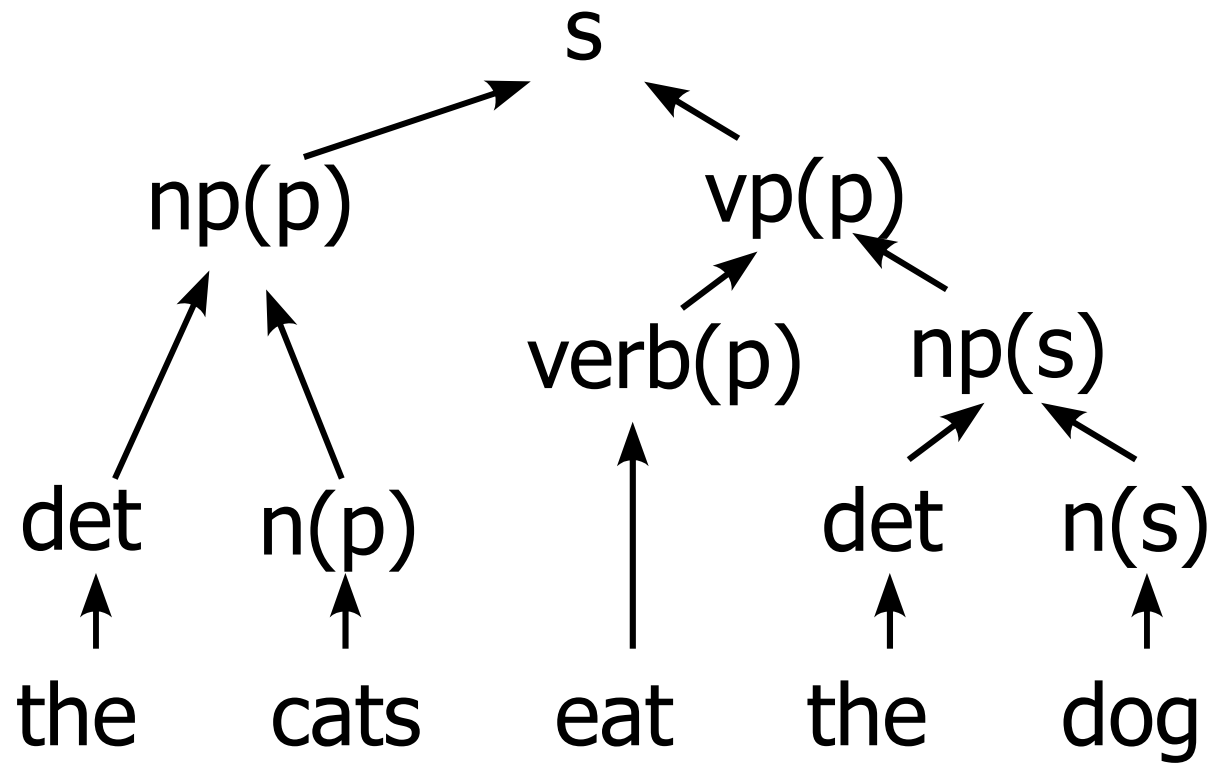 s
np(p) vp(p)
verb(p) np(s)
det n(p) det n(s)
the cats eat the dog